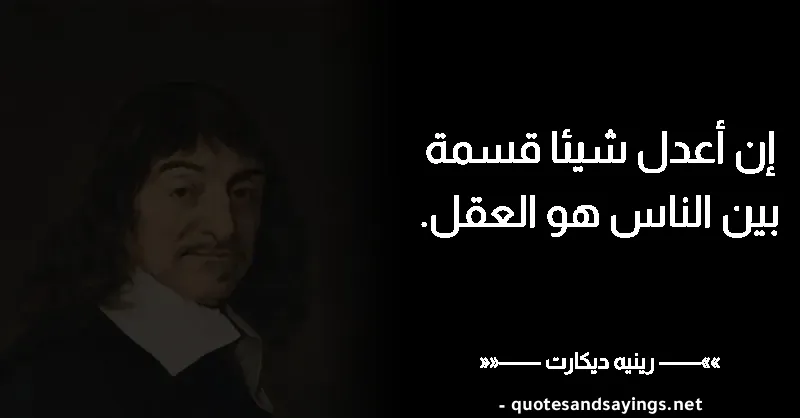 إن أعدل شيئا قسمة
بين الناس هو العقل.
»»—— رينيه ديكارت ——««
- quotesandsayings.net